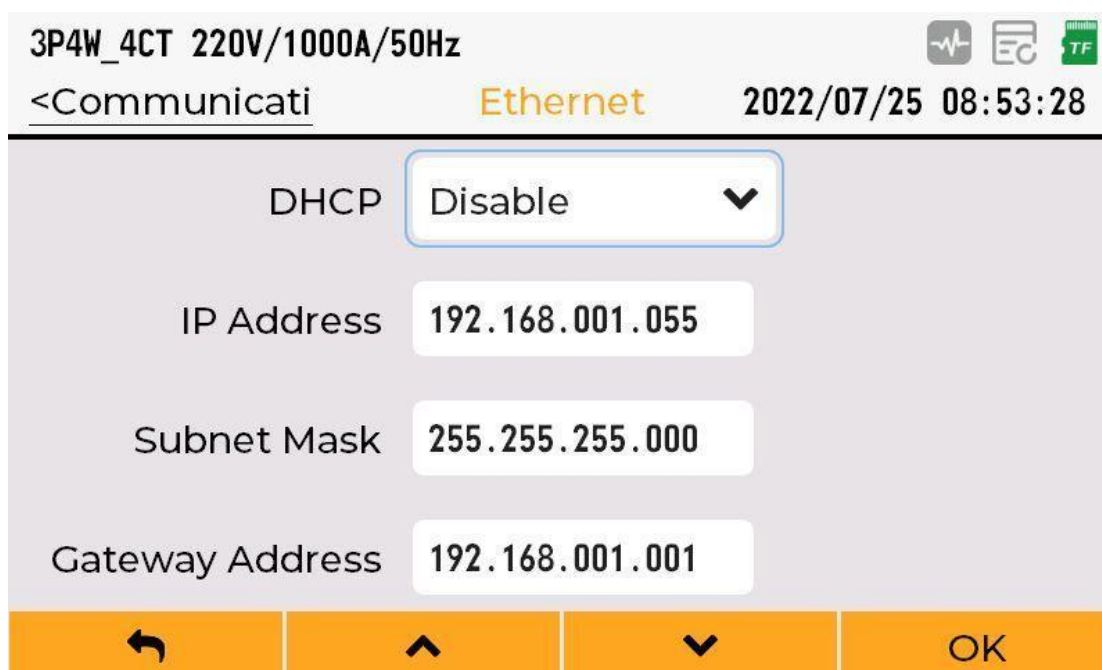 3P4W_4CT 220V/1000A/50Hz TF
<Communicati Ethernet 2022/07/25 08:53:28
DHCP Disable
IP Address 192.168.001.055
Subnet Mask 255.255.255.000
Gateway Address 192.168.001.001
OK